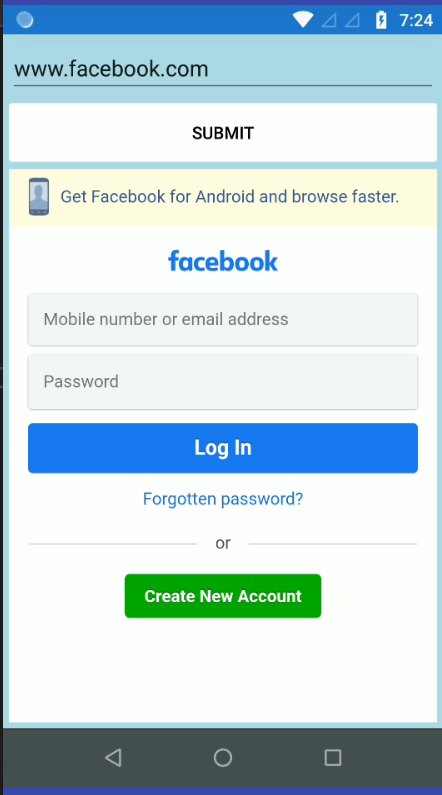 7:24
www.facebook.com
SUBMIT
Get Facebook for Android and browse faster.
facebook
Mobile number or email address
Password
Log In
Forgotten password?
or
Create New Account